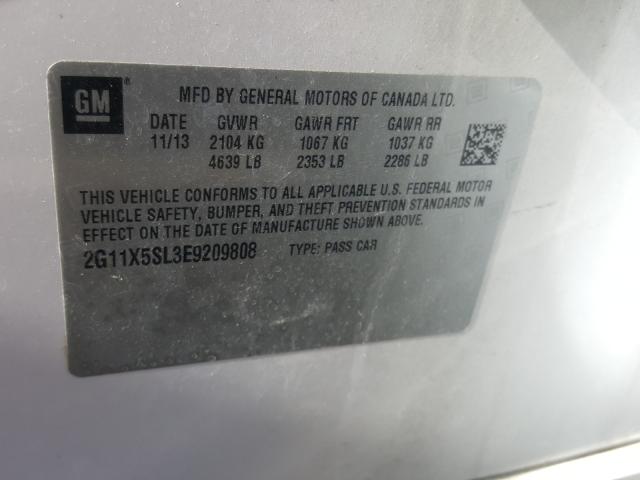 GM
MFD BY GENERAL MOTORS OF CANADA LTD.
DATE GVWR GAWR FRT GAWR RR
11/13 2104 KG 1067 KG 1037 KG
4639 LB 2353 LB 2286 LB
THIS VEHICLE CONFORMS TO ALL APPLICABLE U.S. FEDERAL MOTOR
VEHICLE SAFETY, BUMPER, AND THEFT PREVENTION STANDARDS IN
EFFECT ON THE DATE OF MANUFACTURE SHOWN ABOVE.
2G11X5SL3E9209808 TYPE: PASS CAR